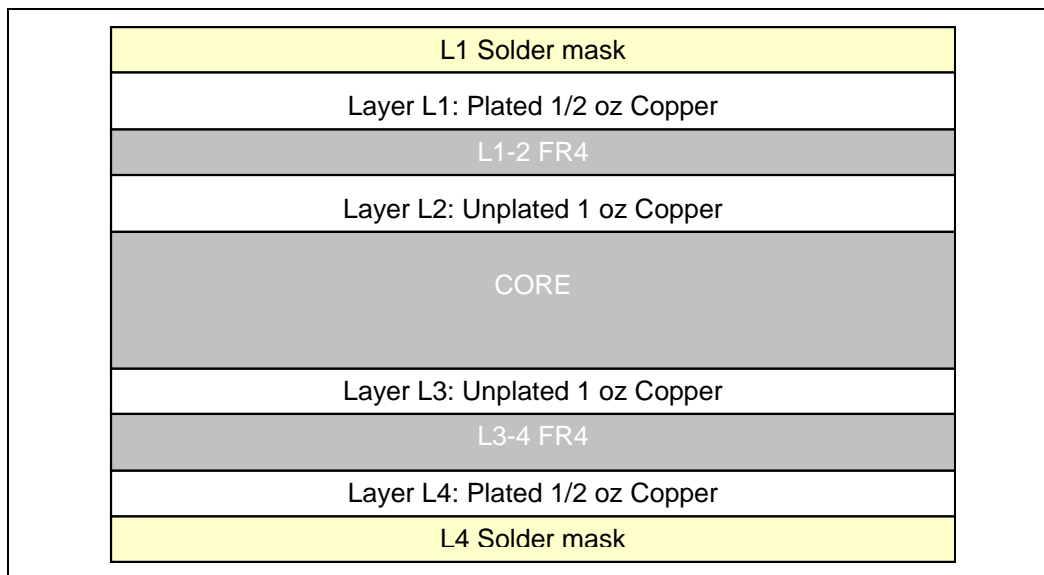 L1 Solder mask
Layer L1: Plated 1/2 oz Copper
L1-2 FR4
Layer L2: Unplated 1 oz Copper
CORE
Layer L3: Unplated 1 oz Copper
L3-4 FR4
Layer L4: Plated 1/2 oz Copper
L4 Solder mask